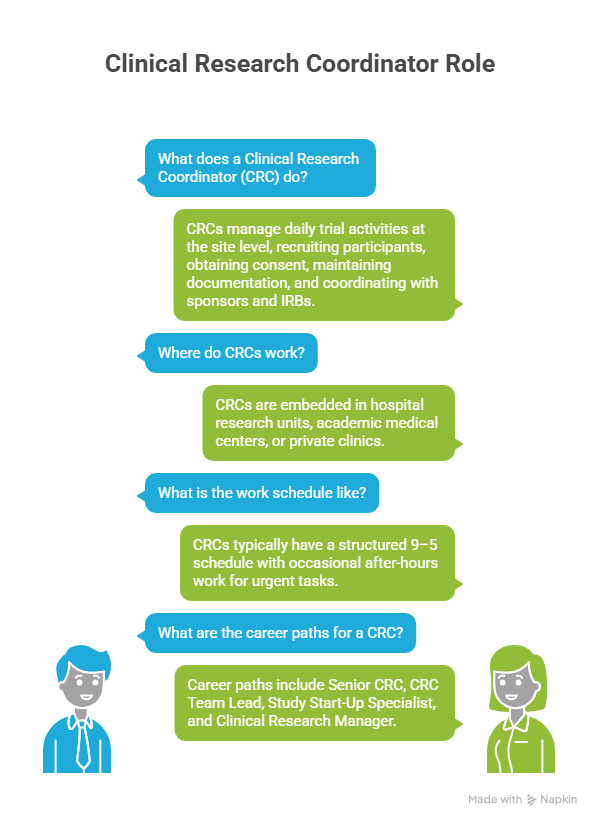 Clinical Research Coordinator Role
What does a Clinical Research
Coordinator (CRC) do?
CRCs manage daily trial activities at
the site level, recruiting participants,
obtaining consent, maintaining
documentation, and coordinating with
sponsors and IRBs.
Where do CRCs work?
CRCs are embedded in hospital
research units, academic medical
centers, or private clinics.
What is the work schedule like?
CRCs typically have a structured 9–5
schedule with occasional after-hours
work for urgent tasks.
What are the career paths for a CRC?
Career paths include Senior CRC, CRC
Team Lead, Study Start-Up Specialist,
and Clinical Research Manager.
Made with Napkin